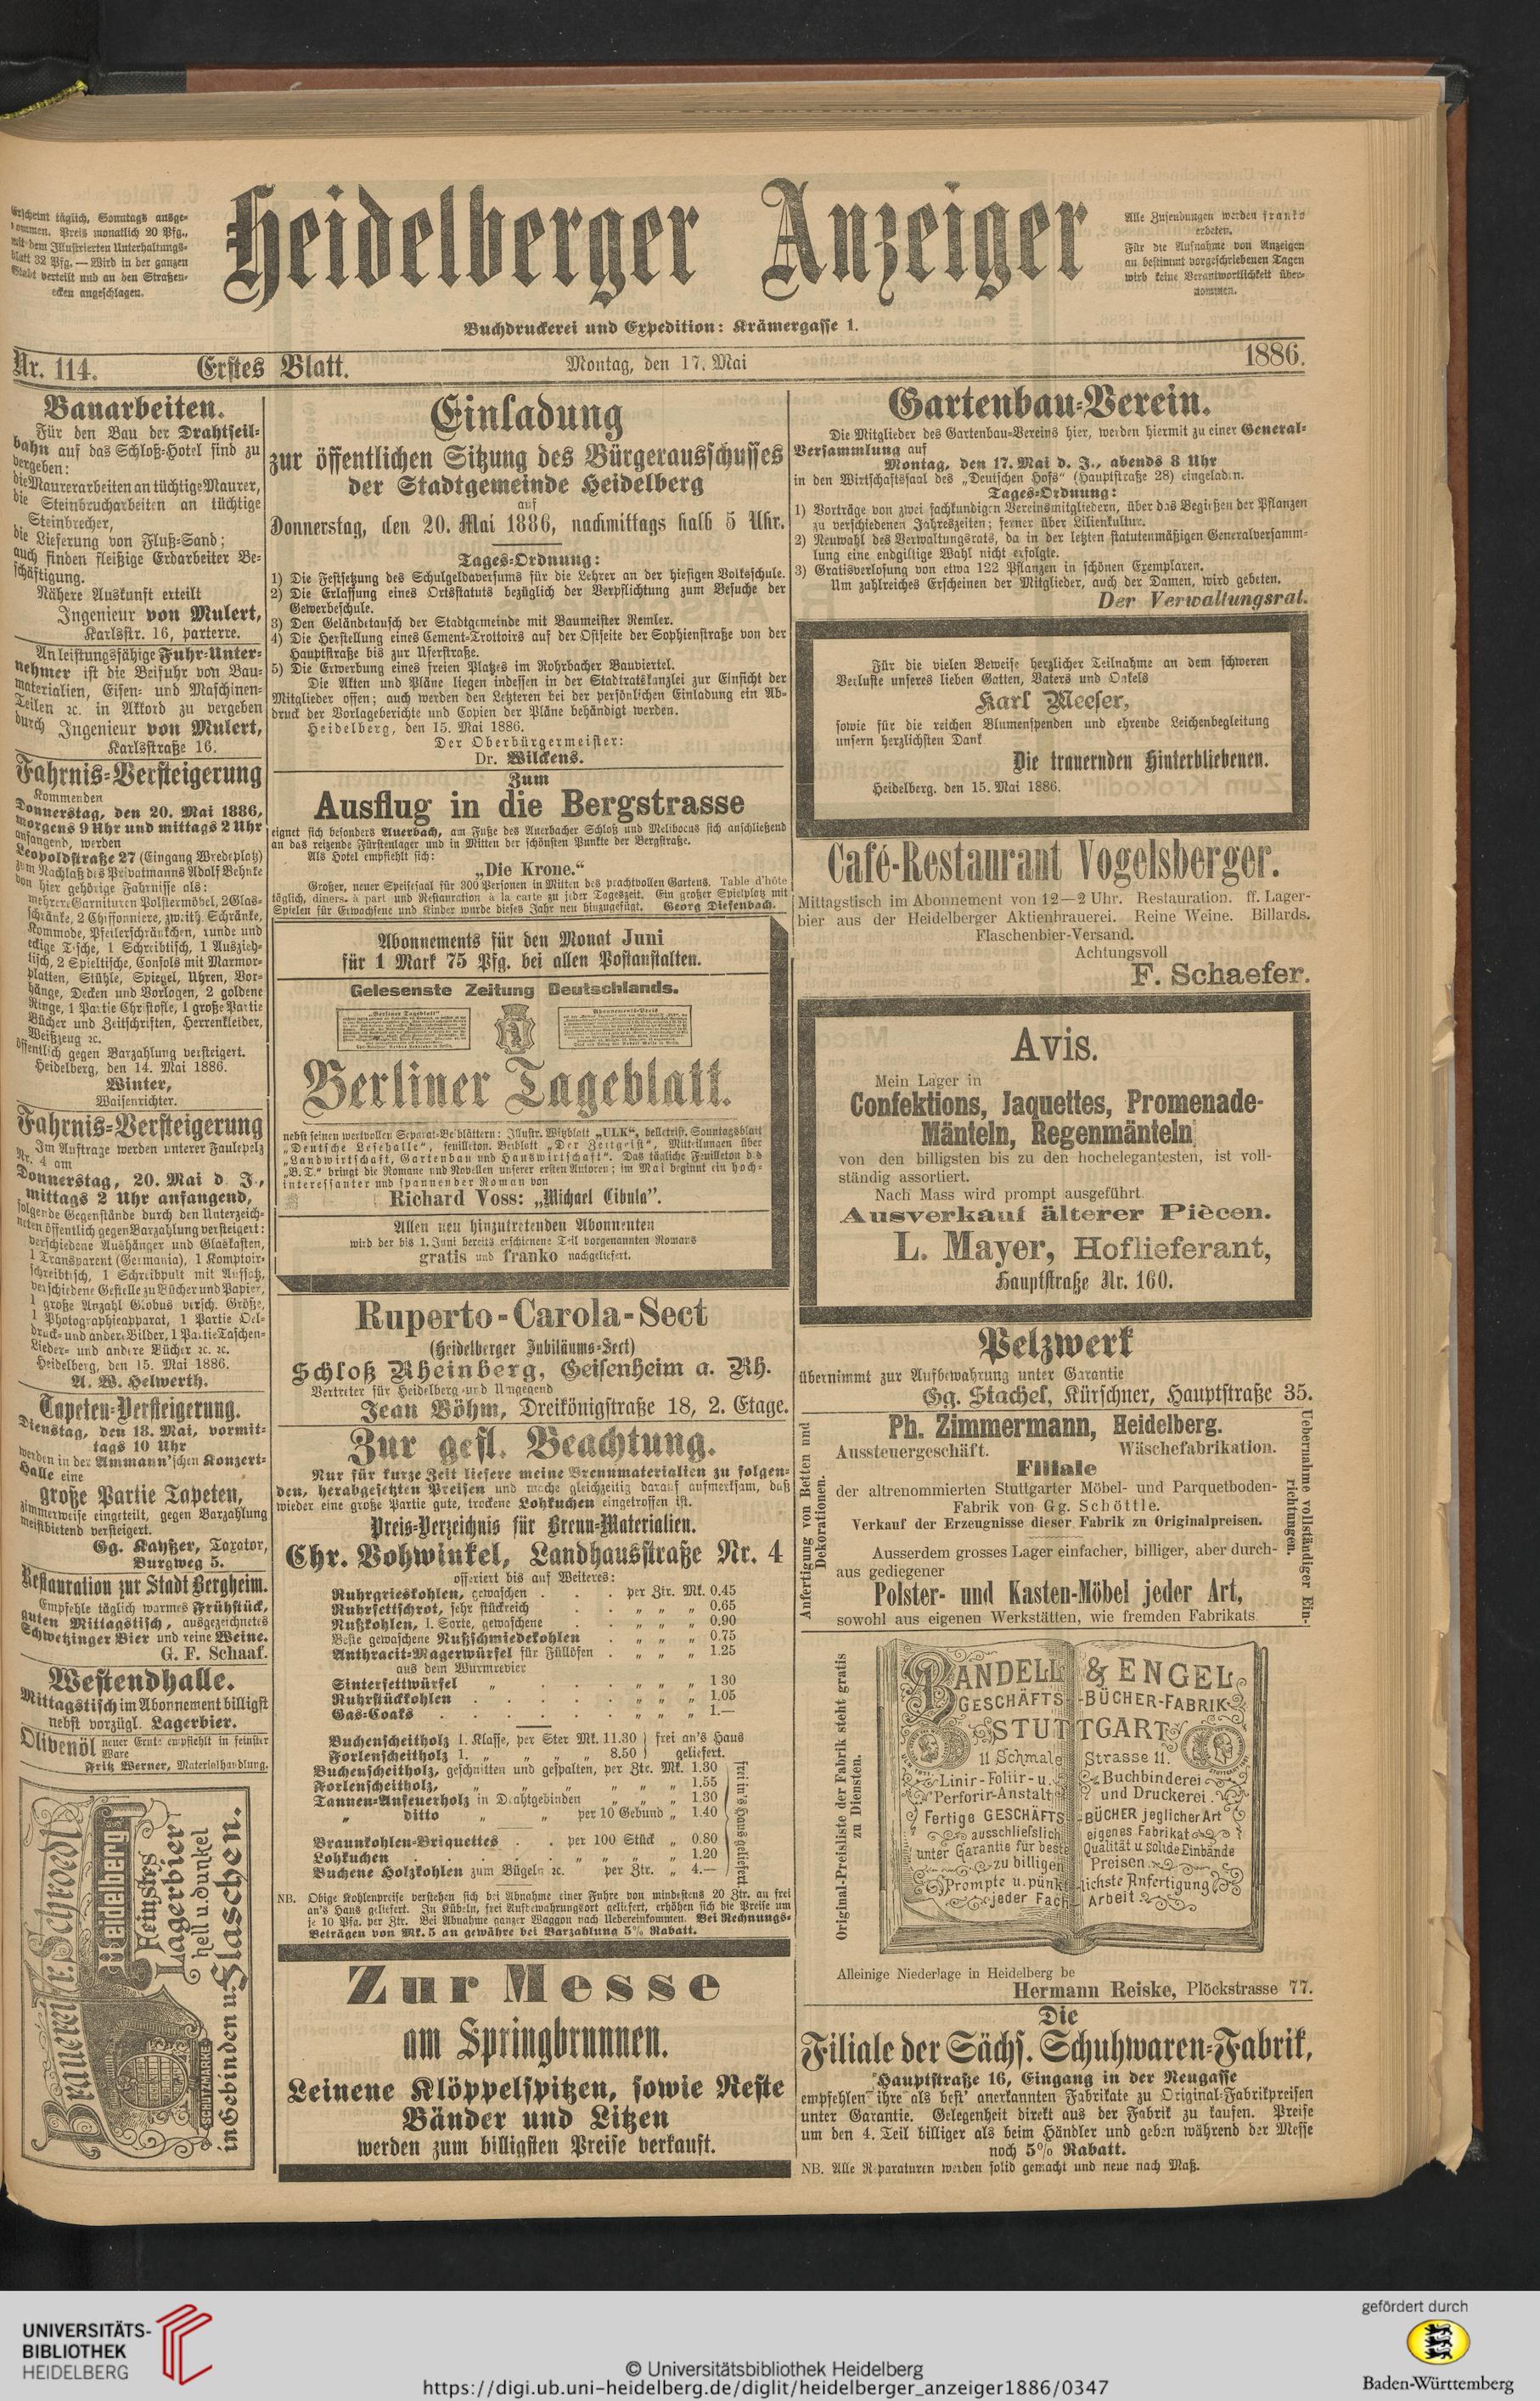 Erscheint täglich, Sonntags ausge-
nommen. Preis monatlich 20 Pfg.,
mit dem Illustrierten Unterhaltungs-
blatt 32 Pfg. — Wird in der ganzen
Stadt verteilt und an den Straßen-
ecken angeschlagen.
Heidelberger Anzeiger
Alle Zusendungen werden franko
erbeten.
Für die Aufnahme von Anzeigen
an bestimmt vorgeschriebenen Tagen
wird keine Verantwortlichkeit über-
nommen.
Buchdruckerei und Expedition: Krämergasse 1.
Nr. 114. Erstes Blatt. Montag, den 17. Mai 1886.
Bauarbeiten.
Für den Bau der Drahtseil-
bahn auf das Schloß-Hotel sind zu
vergeben:
die Maurerarbeiten an tüchtige Maurer,
die Steinbrucharbeiten an tüchtige
Steinbrecher,
die Lieferung von Fluß-Sand;
auch finden fleißige Erdarbeiter Be-
schäftigung.
Nähere Auskunft erteilt
Ingenieur von Mulert,
Karlsstr. 16, parterre.
An leistungsfähige Fuhr-Unter-
nehmer ist die Beifuhr von Bau-
materialien, Eisen- und Maschinen-
Teilen ꝛc. in Akkord zu vergeben
durch Ingenieur von Mulert,
Karlsstraße 16.
Fahrnis-Versteigerung
Kommenden
Donnerstag, den 20. Mai 1886,
morgens 9 Uhr und mittags 2 Uhr
anfangend, werden
Leopoldstraße 27 (Eingang Wredeplatz)
zum Nachlaß des Privatmanns Adolf Behnke
von hier gehörige Fahrnisse als:
mehrere Garnituren Polstermöbel, 2 Glas-
schränke, 2 Chiffonniere, zweith. Schränke,
Kommode, Pfeilerschränkchen, runde und
eckige Tische, 1 Schreibtisch, 1 Auszieh-
tisch, 2 Spieltische, Consols mit Marmor-
platten, Stühle, Spiegel, Uhren, Vor-
hänge, Decken und Vorlagen, 2 goldene
Ringe, 1 Partie Christofle, 1 große Partie
Bücher und Zeitschriften, Herrenkleider,
Weißzeug ꝛc.
öffentlich gegen Barzahlung versteigert.
Heidelberg, den 14. Mai 1886.
Winter,
Waisenrichter.
Fahrnis-Versteigerung
Im Auftrage werden unterer Faulepelz
Nr. 4 am
Donnerstag, 20. Mai d. J.,
mittags 2 Uhr anfangend,
folgende Gegenstände durch den Unterzeich-
neten öffentlich gegen Barzahlung versteigert:
verschiedene Aushänger und Glaskasten,
1 Transparent (Germania), 1 Komptoir-
schreibtisch, 1 Schreibpult mit Aufsatz,
verschiedene Gestelle zu Bücher und Papier,
1 große Anzahl Globus versch. Größe,
1 Photographieapparat, 1 Partie Oel-
druck- und andere Bilder, 1 Partie Taschen-
Lieder- und andere Bücher ꝛc. ꝛc.
Heidelberg, den 15. Mai 1886.
A. W. Helwerth.
Tapeten-Versteigerung.
Dienstag, den 18. Mai, vormit-
tags 10 Uhr
werden in der Ammann'schen Konzert-
Halle eine
große Partie Tapeten,
zimmerweise eingeteilt, gegen Barzahlung
meistbietend versteigert.
Gg. Kayßer, Taxator,
Burgweg 5.
Restauration zur Stadt Bergheim.
Empfehle täglich warmes Frühstück,
guten Mittagstisch, ausgezeichnetes
Schwetzinger Bier und reine Weine.
G. F. Schaaf.
Westendhalle.
Mittagstisch im Abonnement billigst
nebst vorzügl. Lagerbier.
Olivenöl neuer Ernte empfiehlt in feinster
Ware
Fritz Werner, Materialhandlung.
Brauerei Fr. Schroedl
Heidelberg
Feinstes
Lagerbier
hell u. dunkel
in Gebinden u. Flaschen.
SCHUTZMARKE
Einladung
zur öffentlichen Sitzung des Bürgerausschusses
der Stadtgemeinde Heidelberg
auf
Donnerstag, den 20. Mai 1886, nachmittags halb 5 Uhr.
Tages-Ordnung:
1) Die Festsetzung des Schulgeldaversums für die Lehrer an der hiesigen Volksschule.
2) Die Erlassung eines Ortsstatuts bezüglich der Verpflichtung zum Besuche der
Gewerbeschule.
3) Den Geländetausch der Stadtgemeinde mit Baumeister Remler.
4) Die Herstellung eines Cement-Trottoirs auf der Ostseite der Sophienstraße von der
Hauptstraße bis zur Uferstraße.
5) Die Erwerbung eines freien Platzes im Rohrbacher Bauviertel.
Die Akten und Pläne liegen indessen in der Stadtratskanzlei zur Einsicht der
Mitglieder offen; auch werden den Letzteren bei der persönlichen Einladung ein Ab-
druck der Vorlageberichte und Copien der Pläne behändigt werden.
Heidelberg, den 15. Mai 1886.
Der Oberbürgermeister:
Dr. Wilckens.
Zum
Ausflug in die Bergstrasse
eignet sich besonders Auerbach, am Fuße des Auerbacher Schloß und Melibocus sich anschließend
an das reizende Fürstenlager und in Mitten der schönsten Punkte der Bergstraße.
Als Hotel empfiehlt sich:
„Die Krone.“
Großer, neuer Speisesaal für 300 Personen in Mitten des prachtvollen Gartens. Table d'hôte
täglich, diners. à part und Restauration à la carte zu jeder Tageszeit. Ein großer Spielplatz mit
Spielen für Erwachsene und Kinder wurde dieses Jahr neu hinzugefügt. Georg Diefenbach.
Abonnements für den Monat Juni
für 1 Mark 75 Pfg. bei allen Postanstalten.
Gelesenste Zeitung Deutschlands.
„Berliner Tageblatt“
Abonnements-Preis
Berliner Tageblatt.
nebst seinen wertvollen Separat-Beiblättern: Illustr. Witzblatt „ULK“, belletrist. Sonntagsblatt
„Deutsche Lesehalle“, feuilleton. Beiblatt „Der Zeitgeist“, Mitteilungen über
„Landwirtschaft, Gartenbau und Hauswirtschaft“. Das tägliche Feuilleton des
„B. T.“ bringt die Romane und Novellen unserer ersten Autoren; im Mai beginnt ein hoch-
interessanter und spannender Roman von
Richard Voss: „Michael Cibula“.
Allen neu hinzutretenden Abonnenten
wird der bis 1. Juni bereits erschienene Teil vorgenannten Romans
gratis und franko nachgeliefert.
Ruperto-Carola-Sect
(Heidelberger Jubiläums-Sect)
Schloß Rheinberg, Geisenheim a. Rh.
Vertreter für Heidelberg und Umgegend
Jean Böhm, Dreikönigstraße 18, 2. Etage.
Zur gefl. Beachtung.
Nur für kurze Zeit liefere meine Brennmaterialien zu folgen-
den, herabgesetzten Preisen und mache gleichzeitig darauf aufmerksam, daß
wieder eine große Partie gute, trockene Lohkuchen eingetroffen ist.
Preis-Verzeichnis für Brenn-Materialien.
Chr. Vohwinkel, Landhausstraße Nr. 4
offeriert bis auf Weiteres:
Ruhrgrieskohlen, gewaschen . . . per Ztr. Mk. 0.45
Ruhrfettschrot, sehr stückreich . . „ „ „ 0.65
Nußkohlen, I. Sorte, gewaschene . . „ „ „ 0.90
Beste gewaschene Nußschmiedekohlen . „ „ „ 0.75
Anthracit-Magerwürfel für Füllöfen . „ „ „ 1.25
aus dem Wurmrevier
Sinterfettwürfel „ . . . „ „ „ 1 30
Ruhrstückkohlen . . . . . „ „ „ 1.05
Gas-Coaks . . . . . . „ „ „ 1.—
Buchenscheitholz I. Klasse, per Ster Mk. 11.30 } frei an's Haus
Forlenscheitholz 1. „ „ „ „ 8.50 } geliefert.
Buchenscheitholz, geschnitten und gespalten, per Ztr. Mk. 1.30
Forlenscheitholz, „ „ „ „ „ „ 1.55
Tannen-Anfeuerholz in Drahtgebinden „ „ „ 1.30
„ ditto „ „ per 10 Gebund „ 1.40
Braunkohlen-Briquettes . . per 100 Stück „ 0.80
Lohkuchen . . . . „ „ „ „ 1.20
Buchene Holzkohlen zum Bügeln ꝛc. per Ztr. „ 4.—
frei in's Haus geliefert.
NB. Obige Kohlenpreise verstehen sich bei Abnahme einer Fuhre von mindestens 20 Ztr. an frei
an's Haus geliefert. In Kübeln, frei Aufbewahrungsort geliefert, erhöhen sich die Preise um
je 10 Pfg. per Ztr. Bei Abnahme ganzer Waggon nach Uebereinkommen. Bei Rechnungs-
Beträgen von Mk. 5 an gewähre bei Barzahlung 5% Rabatt.
Zur Messe
am Springbrunnen.
Leinene Klöppelspitzen, sowie Reste
Bänder und Litzen
werden zum billigsten Preise verkauft.
Gartenbau-Verein.
Die Mitglieder des Gartenbau-Vereins hier, werden hiermit zu einer General-
Versammlung auf
Montag, den 17. Mai d. J., abends 8 Uhr
in den Wirtschaftssaal des „Deutschen Hofs“ (Hauptstraße 28) eingeladen.
Tages-Ordnung:
1) Vorträge von zwei fachkundigen Vereinsmitgliedern, über das Begießen der Pflanzen
zu verschiedenen Jahreszeiten; ferner über Lilienkultur.
2) Neuwahl des Verwaltungsrats, da in der letzten statutenmäßigen Generalversamm-
lung eine endgiltige Wahl nicht erfolgte.
3) Gratisverlosung von etwa 122 Pflanzen in schönen Exemplaren.
Um zahlreiches Erscheinen der Mitglieder, auch der Damen, wird gebeten.
Der Verwaltungsrat.
Für die vielen Beweise herzlicher Teilnahme an dem schweren
Verluste unseres lieben Gatten, Vaters und Onkels
Karl Meeser,
sowie für die reichen Blumenspenden und ehrende Leichenbegleitung
unsern herzlichsten Dank
Die trauernden Hinterbliebenen.
Heidelberg, den 15. Mai 1886.
Café-Restaurant Vogelsberger.
Mittagstisch im Abonnement von 12—2 Uhr. Restauration. ff. Lager-
bier aus der Heidelberger Aktienbrauerei. Reine Weine. Billards.
Flaschenbier-Versand.
Achtungsvoll
F. Schaefer.
Avis.
Mein Lager in
Confektions, Jaquettes, Promenade-
Mänteln, Regenmänteln
von den billigsten bis zu den hochelegantesten, ist voll-
ständig assortiert.
Nach Mass wird prompt ausgeführt.
Ausverkauf älterer Piècen.
L. Mayer, Hoflieferant,
Hauptstraße Nr. 160.
Pelzwerk
übernimmt zur Aufbewahrung unter Garantie
Gg. Stachel, Kürschner, Hauptstraße 35.
Anfertigung von Betten und
Dekorationen.
Ph. Zimmermann, Heidelberg.
Aussteuergeschäft. Wäschefabrikation.
Filiale
der altrenommierten Stuttgarter Möbel- und Parquetboden-
Fabrik von Gg. Schöttle.
Verkauf der Erzeugnisse dieser Fabrik zu Originalpreisen.
Ausserdem grosses Lager einfacher, billiger, aber durch-
aus gediegener
Polster- und Kasten-Möbel jeder Art,
sowohl aus eigenen Werkstätten, wie fremden Fabrikats.
Uebernahme vollständiger Ein-
richtungen.
Original-Preisliste der Fabrik steht gratis
zu Diensten.
BANDELL & ENGEL
GESCHÄFTS-BÜCHER-FABRIK
STUTTGART
11 Schmale Strasse 11.
Linir-Foliir- u. Buchbinderei
Perforir-Anstalt und Druckerei.
Fertige GESCHÄFTS-BÜCHER jeglicher Art
ausschliefslich eigenes Fabrikat
unter Garantie für beste Qualität u. solide Einbände
zu billigen Preisen.
Prompte u. pünktlichste Anfertigung
jeder Fach Arbeit
Alleinige Niederlage in Heidelberg be
Hermann Reiske, Plöckstrasse 77.
Die
Filiale der Sächs. Schuhwaren-Fabrik,
Hauptstraße 16, Eingang in der Neugasse
empfehlen ihre als best' anerkannten Fabrikate zu Original-Fabrikpreisen
unter Garantie. Gelegenheit direkt aus der Fabrik zu kaufen. Preise
um den 4. Teil billiger als beim Händler und geben während der Messe
noch 5% Rabatt.
NB. Alle Reparaturen werden solid gemacht und neue nach Maß.
UNIVERSITÄTS-
BIBLIOTHEK
HEIDELBERG
© Universitätsbibliothek Heidelberg
https://digi.ub.uni-heidelberg.de/diglit/heidelberger_anzeiger1886/0347
gefördert durch
Baden-Württemberg